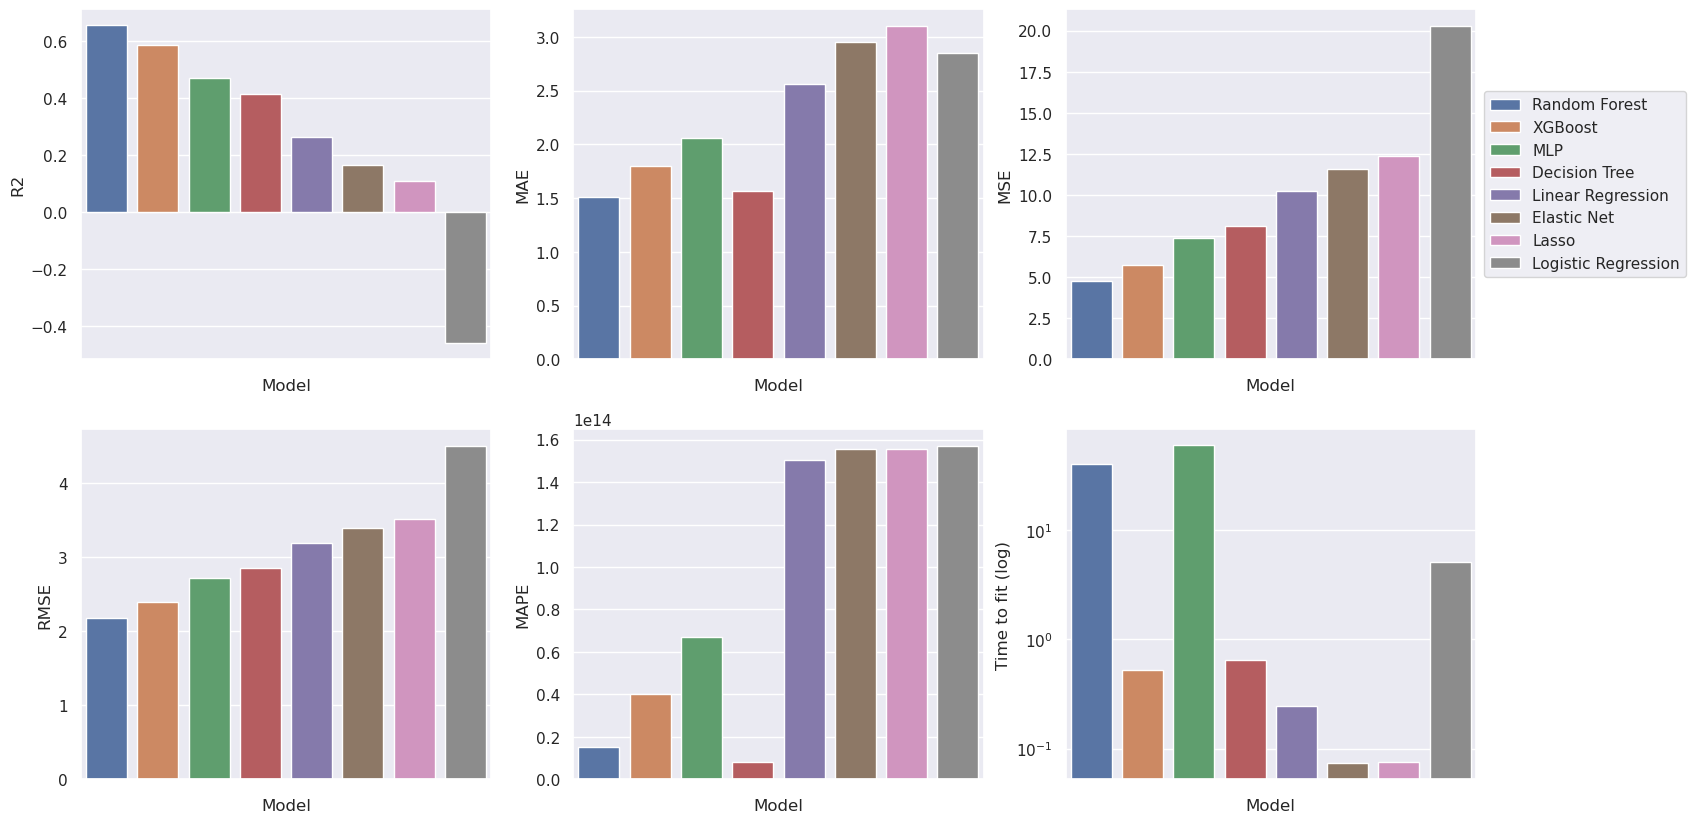 0.6
0.4
0.2
0.0
−0.2
−0.4
R2
Model
3.0
2.5
2.0
1.5
1.0
0.5
0.0
MAE
Model
20.0
17.5
15.0
12.5
10.0
7.5
5.0
2.5
0.0
MSE
Model
Random Forest
XGBoost
MLP
Decision Tree
Linear Regression
Elastic Net
Lasso
Logistic Regression
4
3
2
1
0
RMSE
Model
1e14
1.6
1.4
1.2
1.0
0.8
0.6
0.4
0.2
0.0
MAPE
Model
10¹
10⁰
10⁻¹
Time to fit (log)
Model